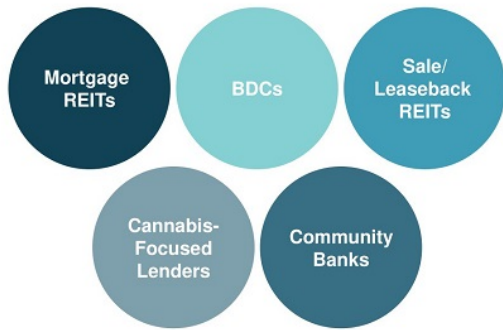 Mortgage
REITs
BDCs
Sale/
Leaseback
REITs
Cannabis-
Focused
Lenders
Community
Banks